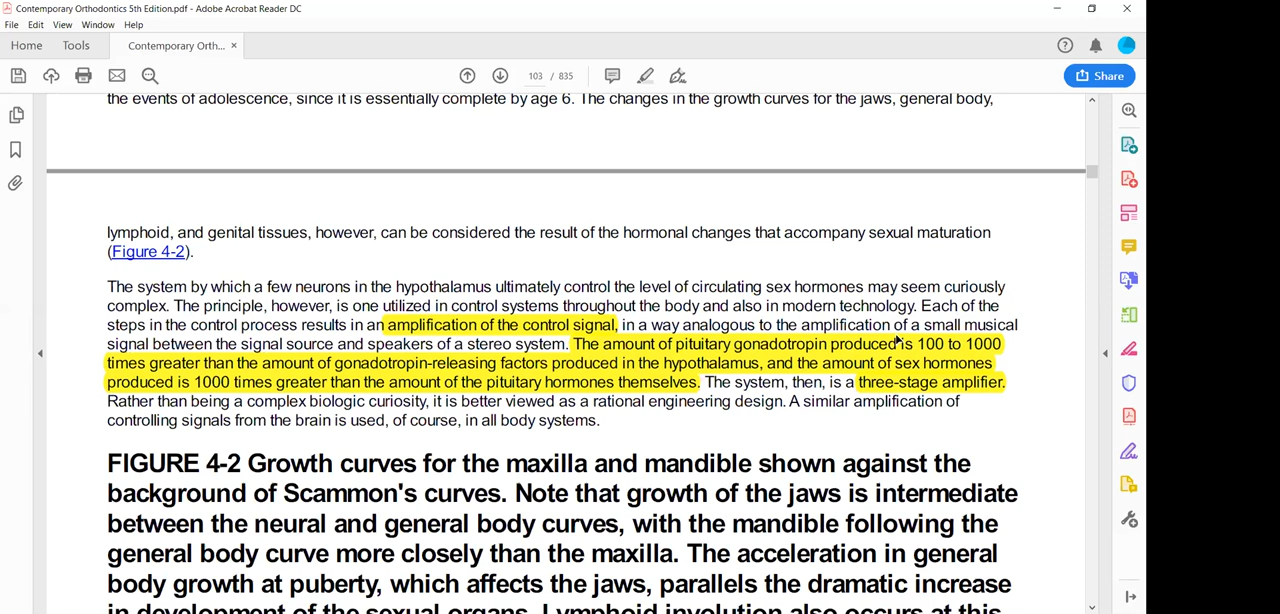 Contemporary Orthodontics 5th Edition.pdf - Adobe Acrobat Reader DC
File Edit View Window Help
Home Tools Contemporary Orth... ×
103 / 835
Share
the events of adolescence, since it is essentially complete by age 6. The changes in the growth curves for the jaws, general body,
lymphoid, and genital tissues, however, can be considered the result of the hormonal changes that accompany sexual maturation
(Figure 4-2).
The system by which a few neurons in the hypothalamus ultimately control the level of circulating sex hormones may seem curiously
complex. The principle, however, is one utilized in control systems throughout the body and also in modern technology. Each of the
steps in the control process results in an amplification of the control signal, in a way analogous to the amplification of a small musical
signal between the signal source and speakers of a stereo system. The amount of pituitary gonadotropin produced is 100 to 1000
times greater than the amount of gonadotropin-releasing factors produced in the hypothalamus, and the amount of sex hormones
produced is 1000 times greater than the amount of the pituitary hormones themselves. The system, then, is a three-stage amplifier.
Rather than being a complex biologic curiosity, it is better viewed as a rational engineering design. A similar amplification of
controlling signals from the brain is used, of course, in all body systems.
FIGURE 4-2 Growth curves for the maxilla and mandible shown against the
background of Scammon's curves. Note that growth of the jaws is intermediate
between the neural and general body curves, with the mandible following the
general body curve more closely than the maxilla. The acceleration in general
body growth at puberty, which affects the jaws, parallels the dramatic increase
in development of the sexual organs. Lymphoid involution also occurs at this